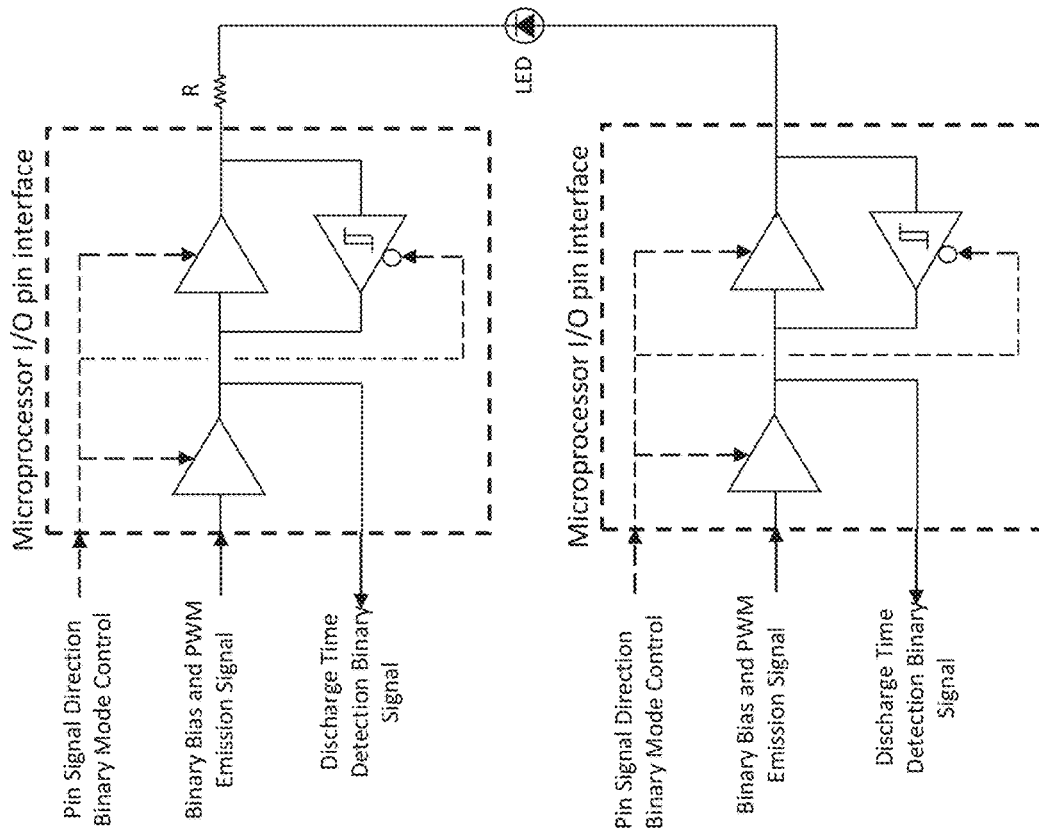 Microprocessor I/O pin interface
Pin Signal Direction
Binary Mode Control
Binary Bias and PWM
Emission Signal
Discharge Time
Detection Binary
Signal
R
LED
Microprocessor I/O pin interface
Pin Signal Direction
Binary Mode Control
Binary Bias and PWM
Emission Signal
Discharge Time
Detection Binary
Signal